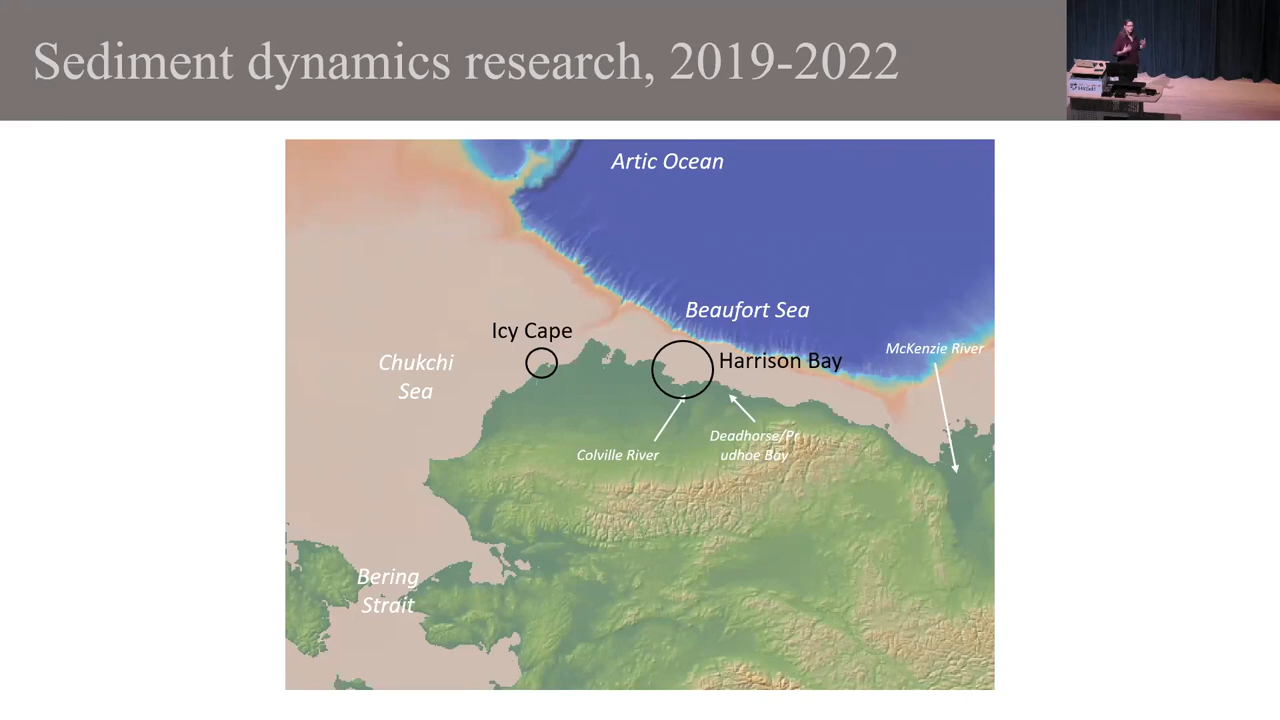 Sediment dynamics research, 2019-2022
Artic Ocean
Beaufort Sea
Icy Cape
McKenzie River
Chukchi
Sea
Harrison Bay
Deadhorse/Pr
udhoe Bay
Colville River
Bering
Strait